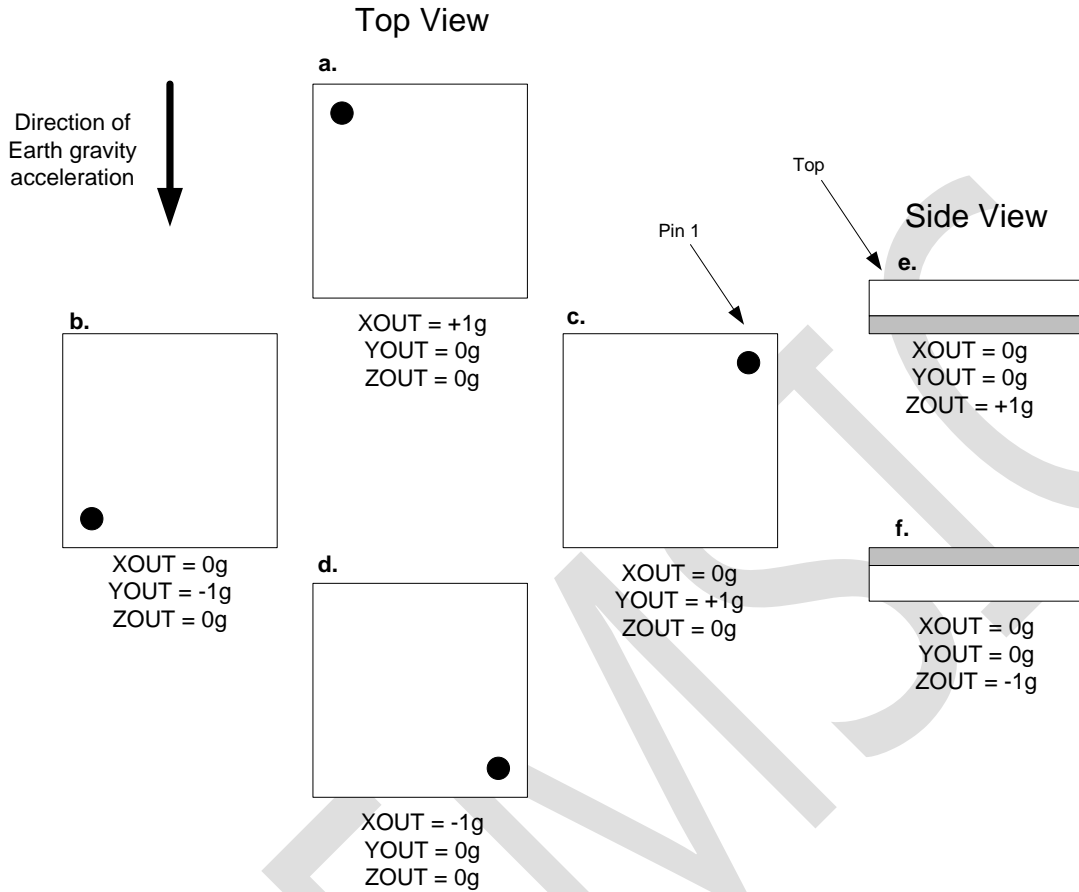 Top View
a.
Direction of
Earth gravity
acceleration
Top
Side View
Pin 1
e.
b.
XOUT = +1g
YOUT = 0g
ZOUT = 0g
c.
XOUT = 0g
YOUT = 0g
ZOUT = +1g
f.
XOUT = 0g
YOUT = -1g
ZOUT = 0g
d.
XOUT = 0g
YOUT = +1g
ZOUT = 0g
XOUT = 0g
YOUT = 0g
ZOUT = -1g
XOUT = -1g
YOUT = 0g
ZOUT = 0g